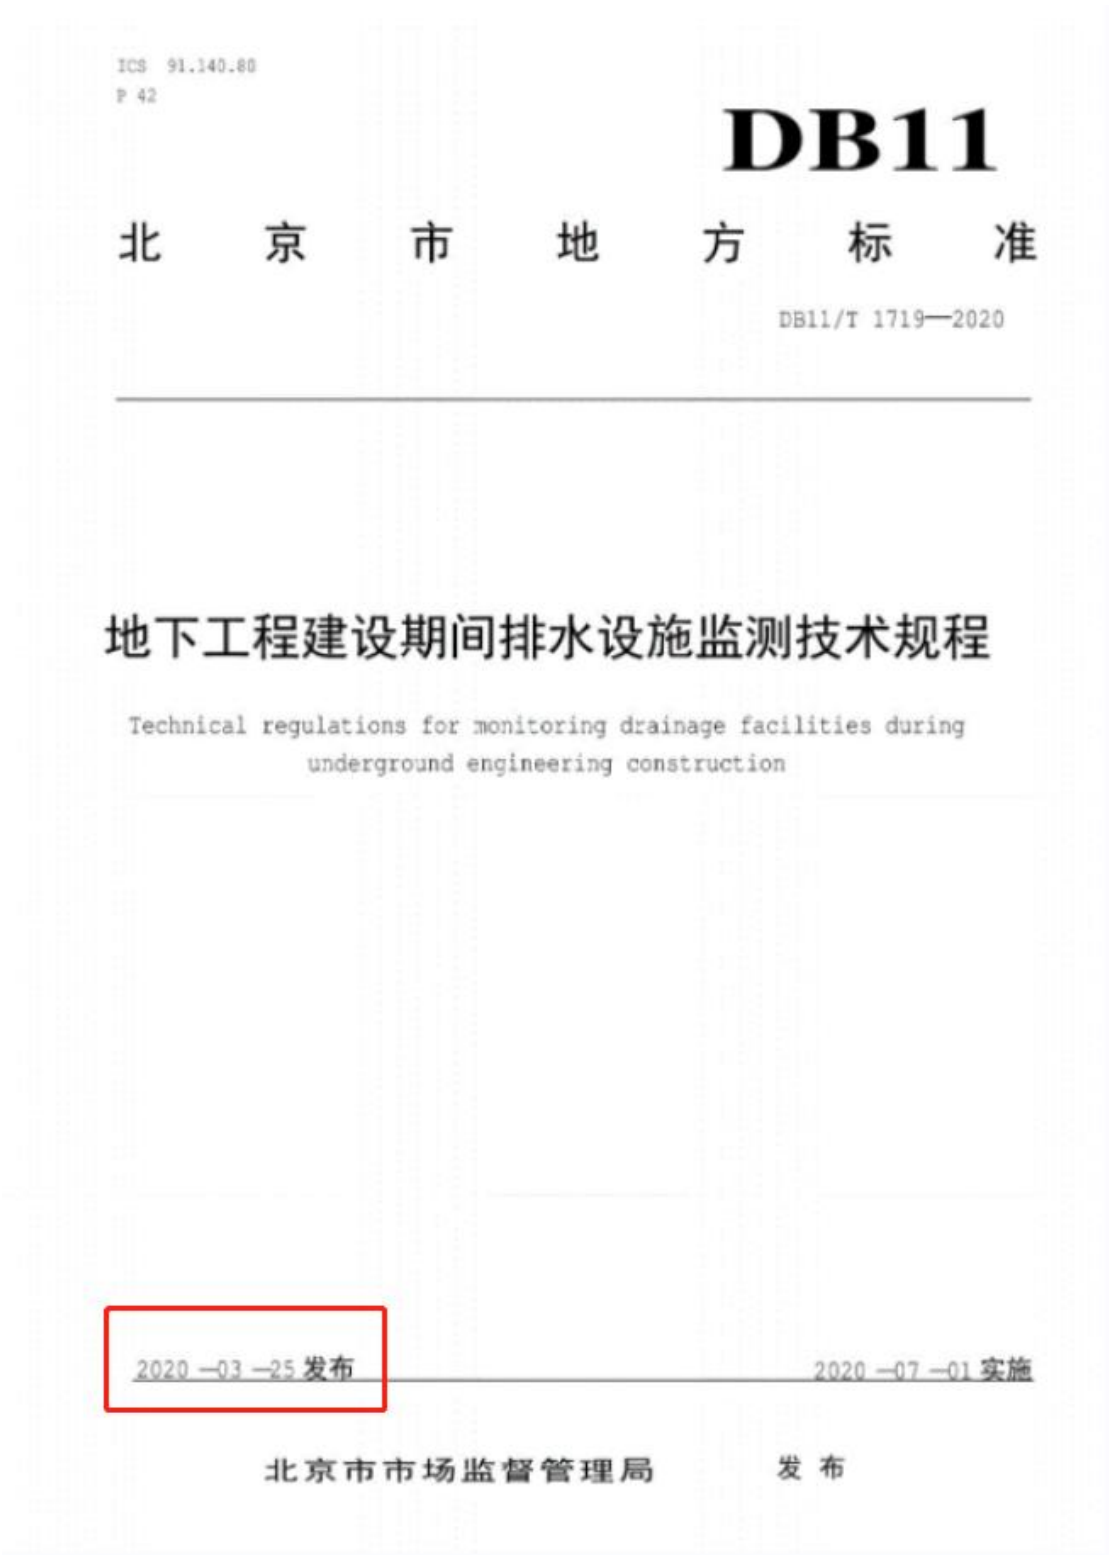 ICS 91.140.80
P 42
DB11
北京市地方标准
DB11/T 1719—2020
地下工程建设期间排水设施监测技术规程
Technical regulations for monitoring drainage facilities during
underground engineering construction
2020 —03 —25 发布 2020 —07 —01 实施
北京市市场监督管理局 发 布